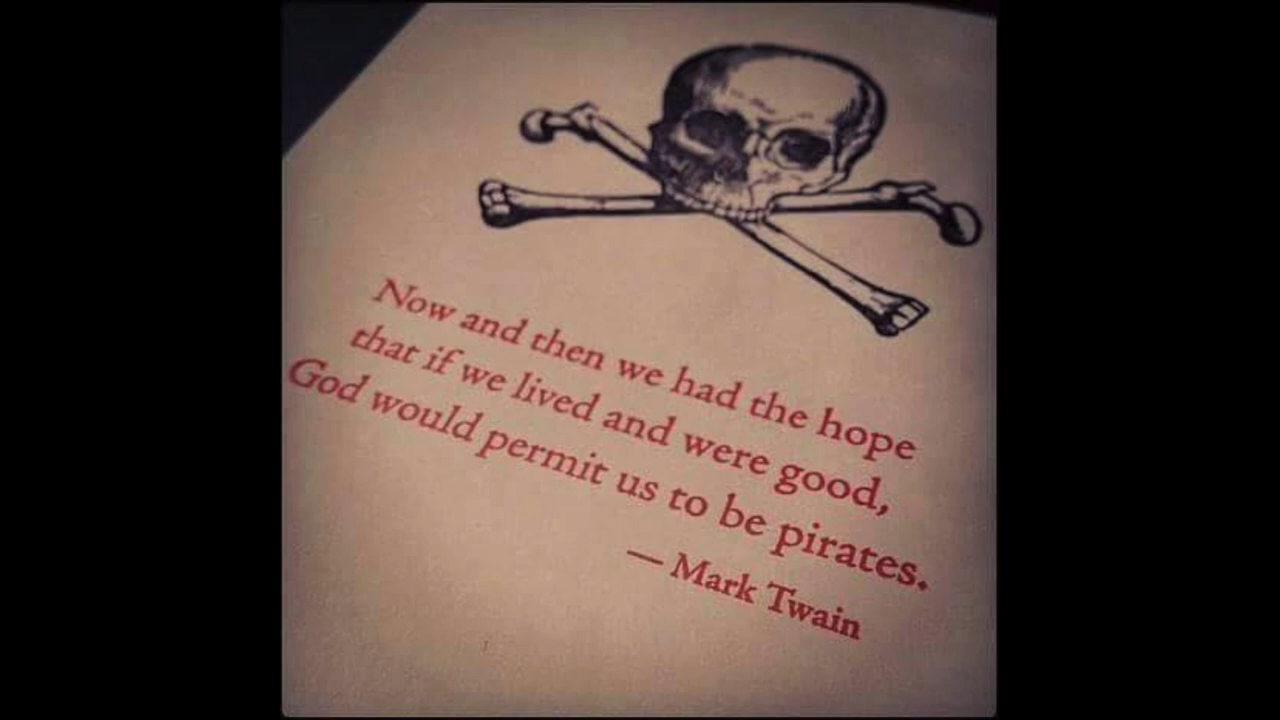 Now and then we had the hope
that if we lived and were good,
God would permit us to be pirates.
— Mark Twain